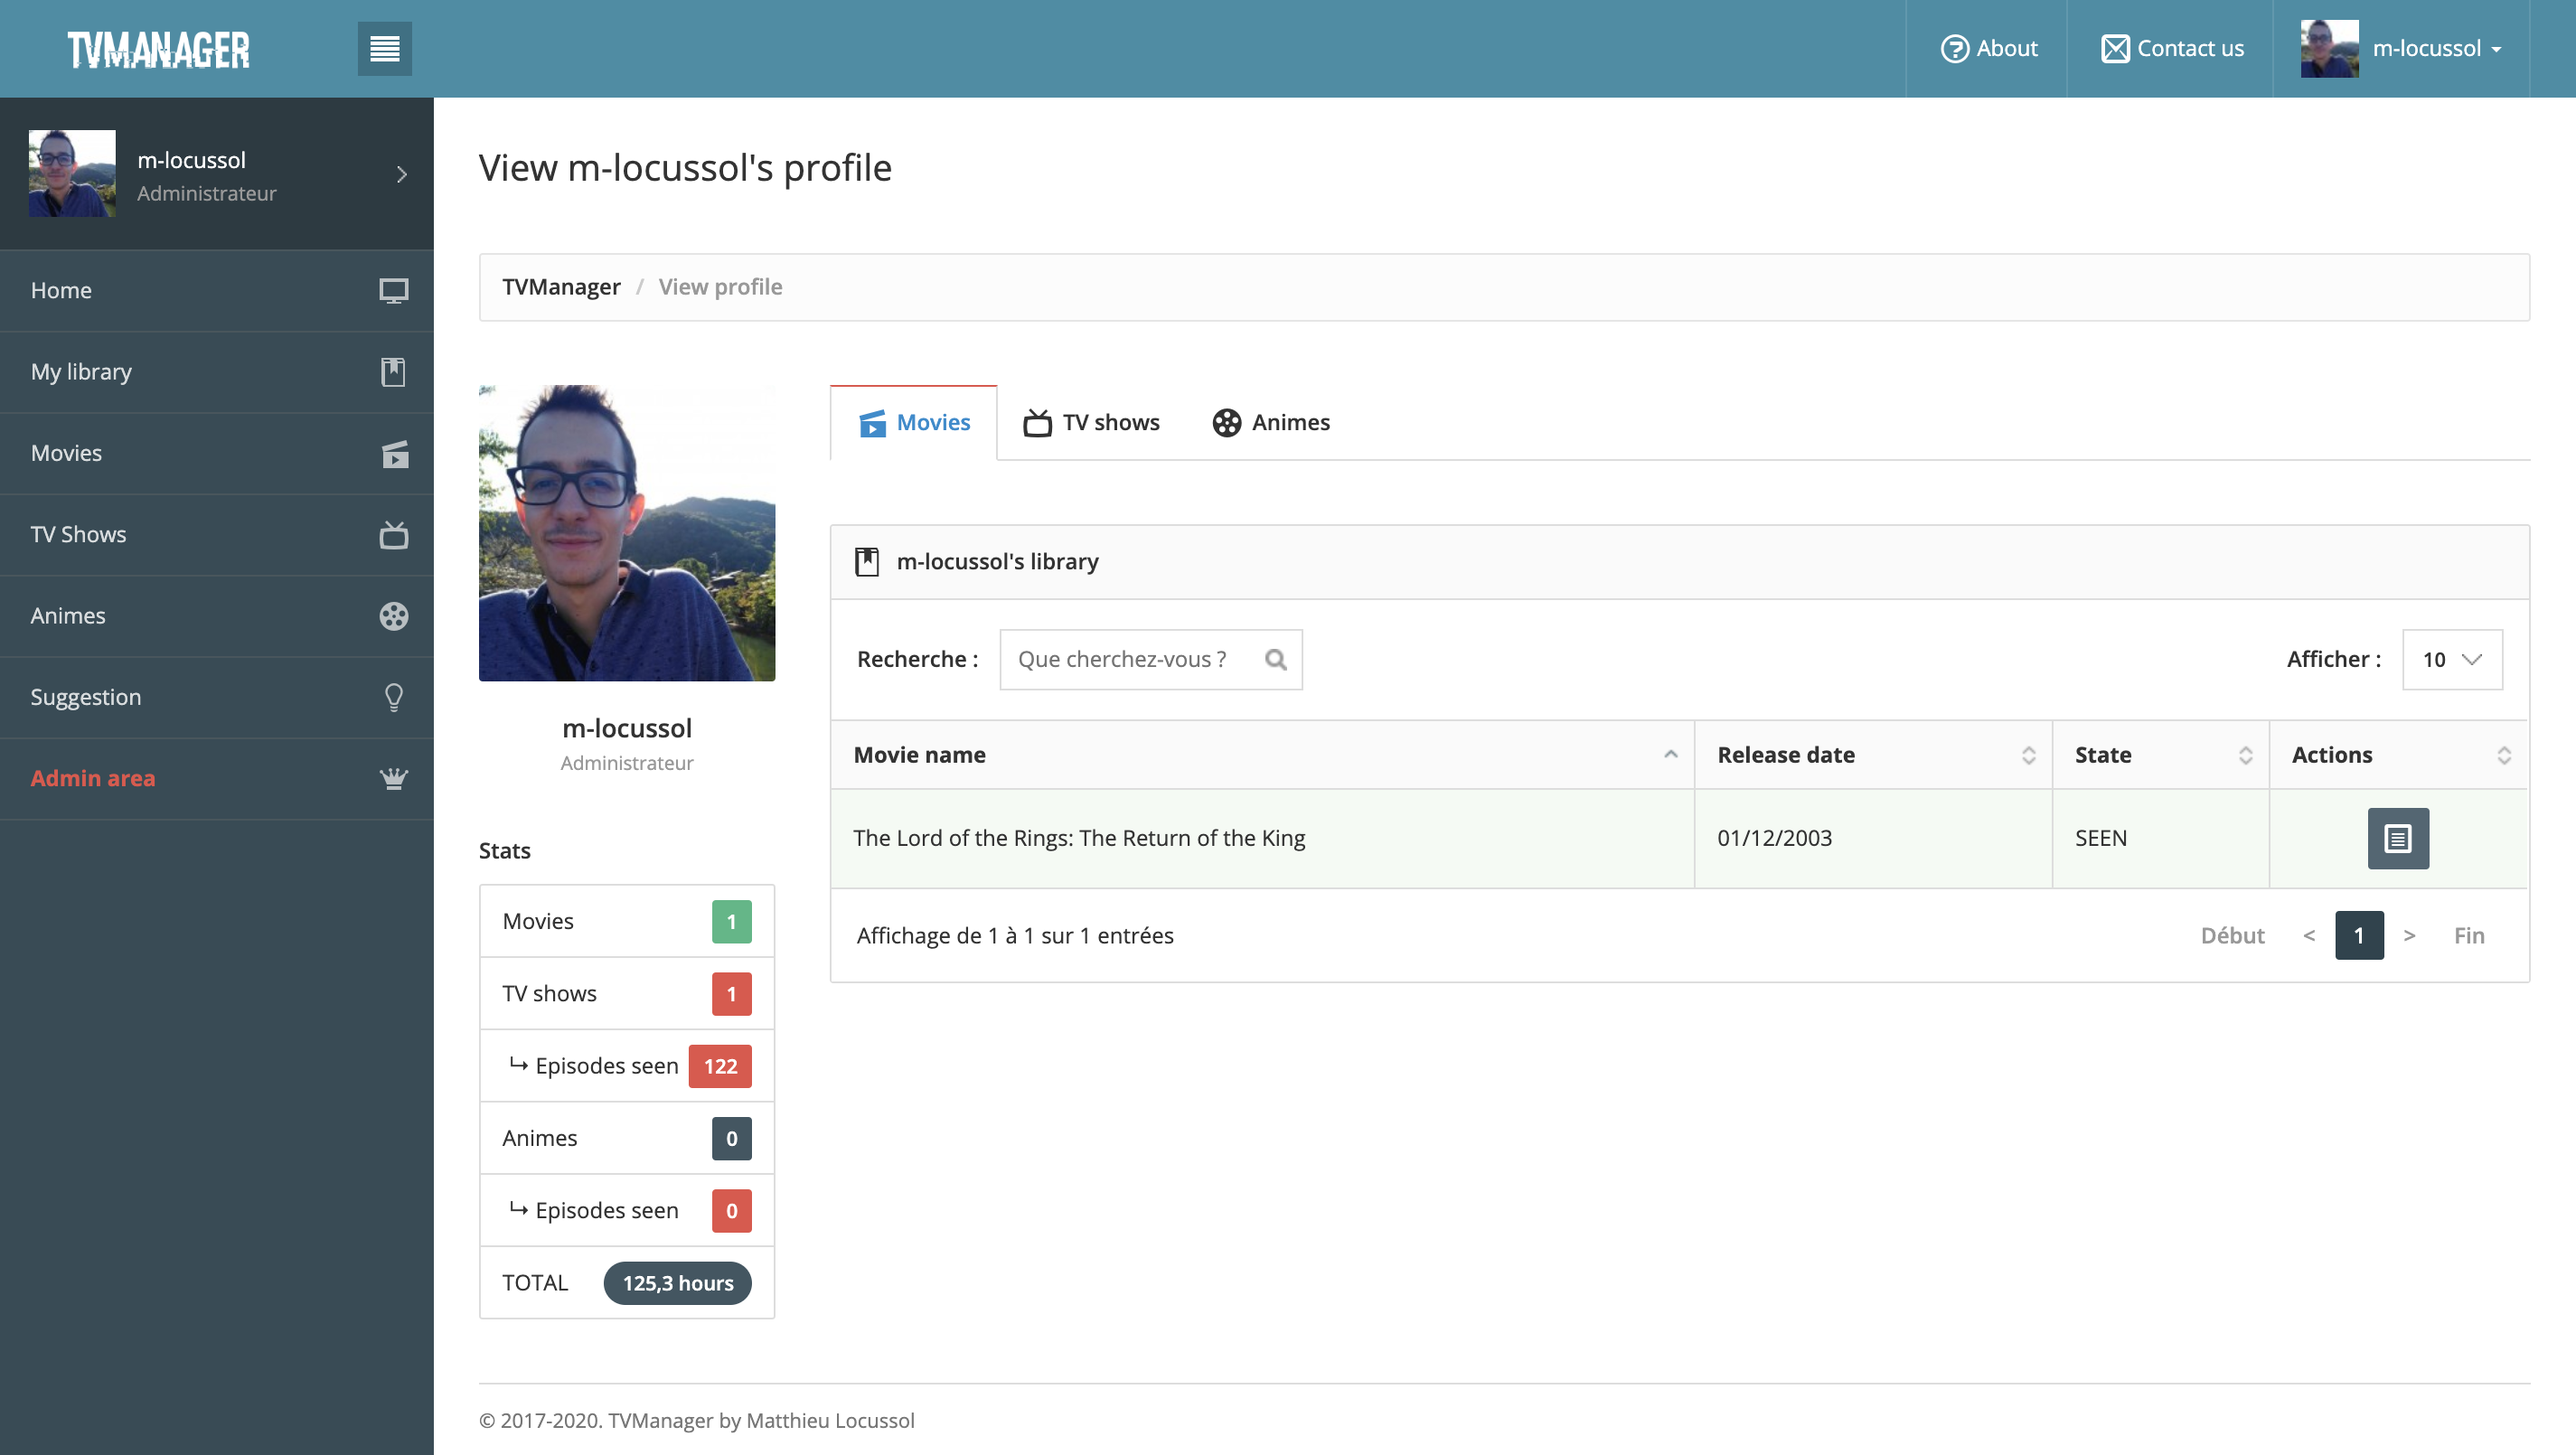 TVMANAGER
About
Contact us
m-locussol
m-locussol
Administrateur
Home
My library
Movies
TV Shows
Animes
Suggestion
Admin area
View m-locussol's profile
TVManager / View profile
m-locussol
Administrateur
Stats
Movies 1
TV shows 1
↳ Episodes seen 122
Animes 0
↳ Episodes seen 0
TOTAL 125,3 hours
Movies
TV shows
Animes
m-locussol's library
Recherche : Que cherchez-vous ?
Afficher : 10
Movie name Release date State Actions
The Lord of the Rings: The Return of the King 01/12/2003 SEEN
Affichage de 1 à 1 sur 1 entrées
Début < 1 > Fin
© 2017-2020. TVManager by Matthieu Locussol